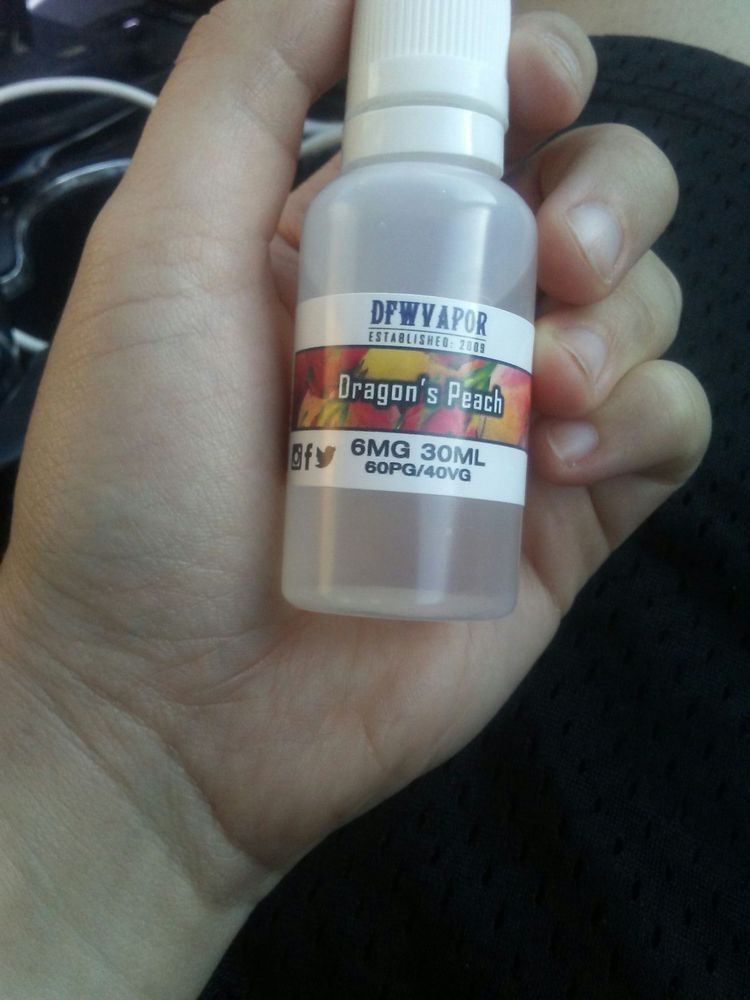 DFWVAPOR
ESTABLISHED: 2009
Dragon's Peach
6MG 30ML
60PG/40VG